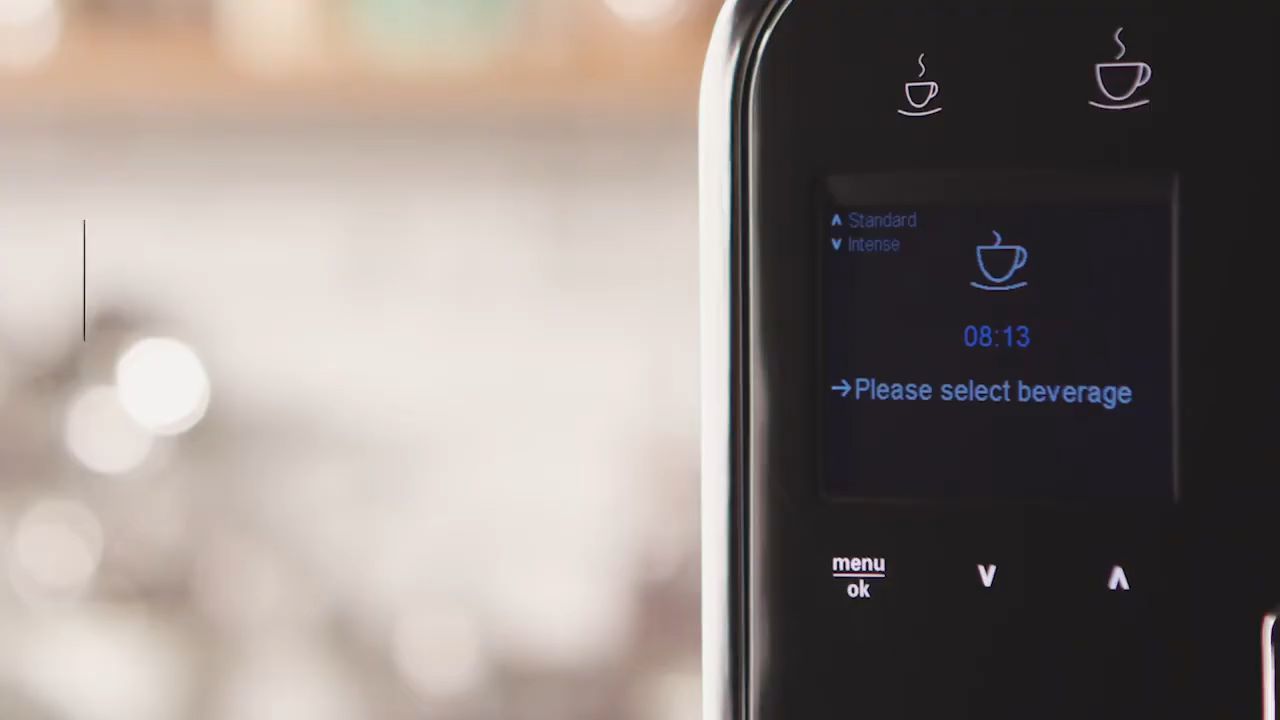 ∧ Standard
∨ Intense
08:13
→Please select beverage
menu
ok
∨
∧